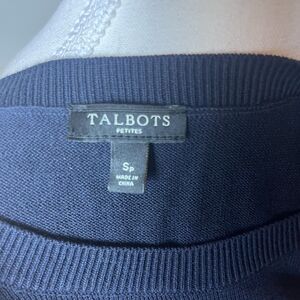 TALBOTS
PETITES
SP
MADE IN
CHINA